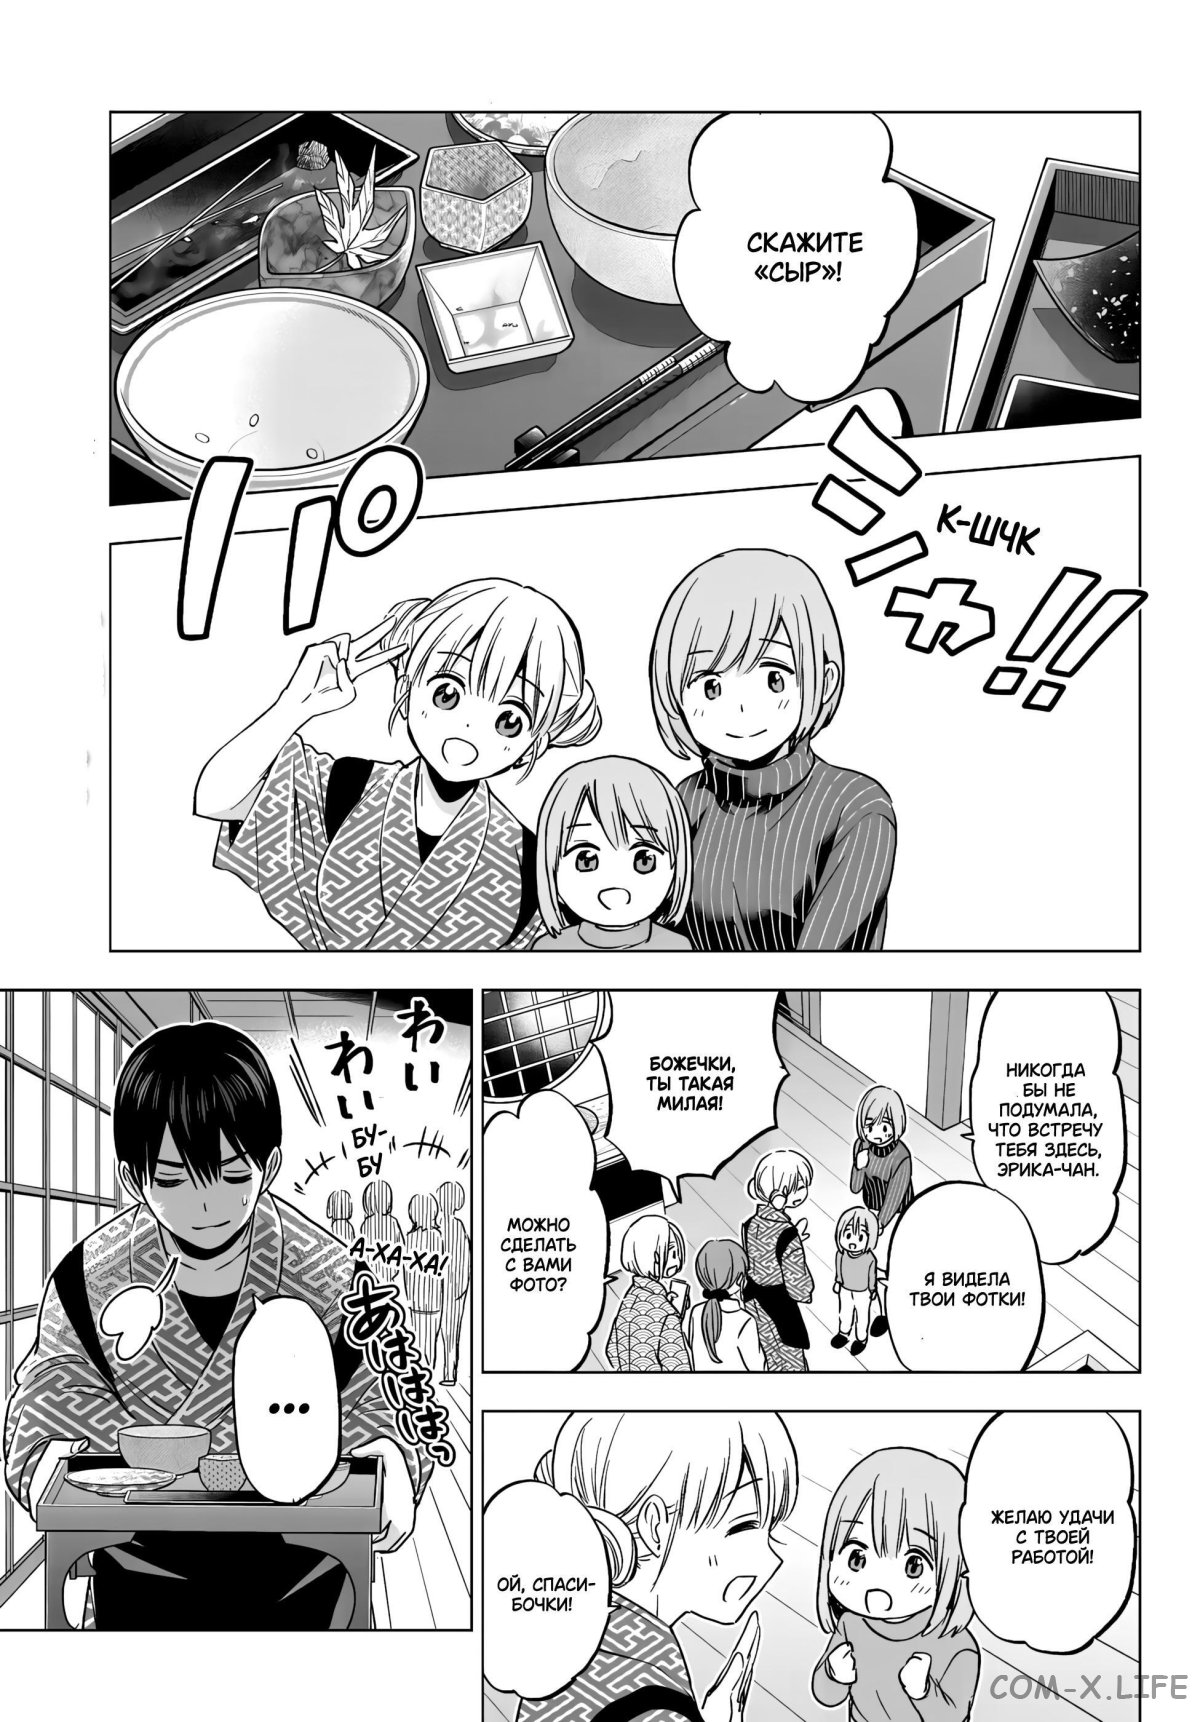 СКАЖИТЕ
«СЫР»!
パシャ!!
К-ШЧК
НИКОГДА
БЫ НЕ
ПОДУМАЛА,
ЧТО ВСТРЕЧУ
ТЕБЯ ЗДЕСЬ,
ЭРИКА-ЧАН.
БОЖЕЧКИ,
ТЫ ТАКАЯ
МИЛАЯ!
Я ВИДЕЛА
ТВОИ ФОТКИ!
МОЖНО
СДЕЛАТЬ
С ВАМИ
ФОТО?
ЖЕЛАЮ УДАЧИ
С ТВОЕЙ
РАБОТОЙ!
ОЙ, СПАСИ-
БОЧКИ!
わい
わい
БУ-
БУ
А-ХА-ХА!
あははは
...
COM-X.LIFE